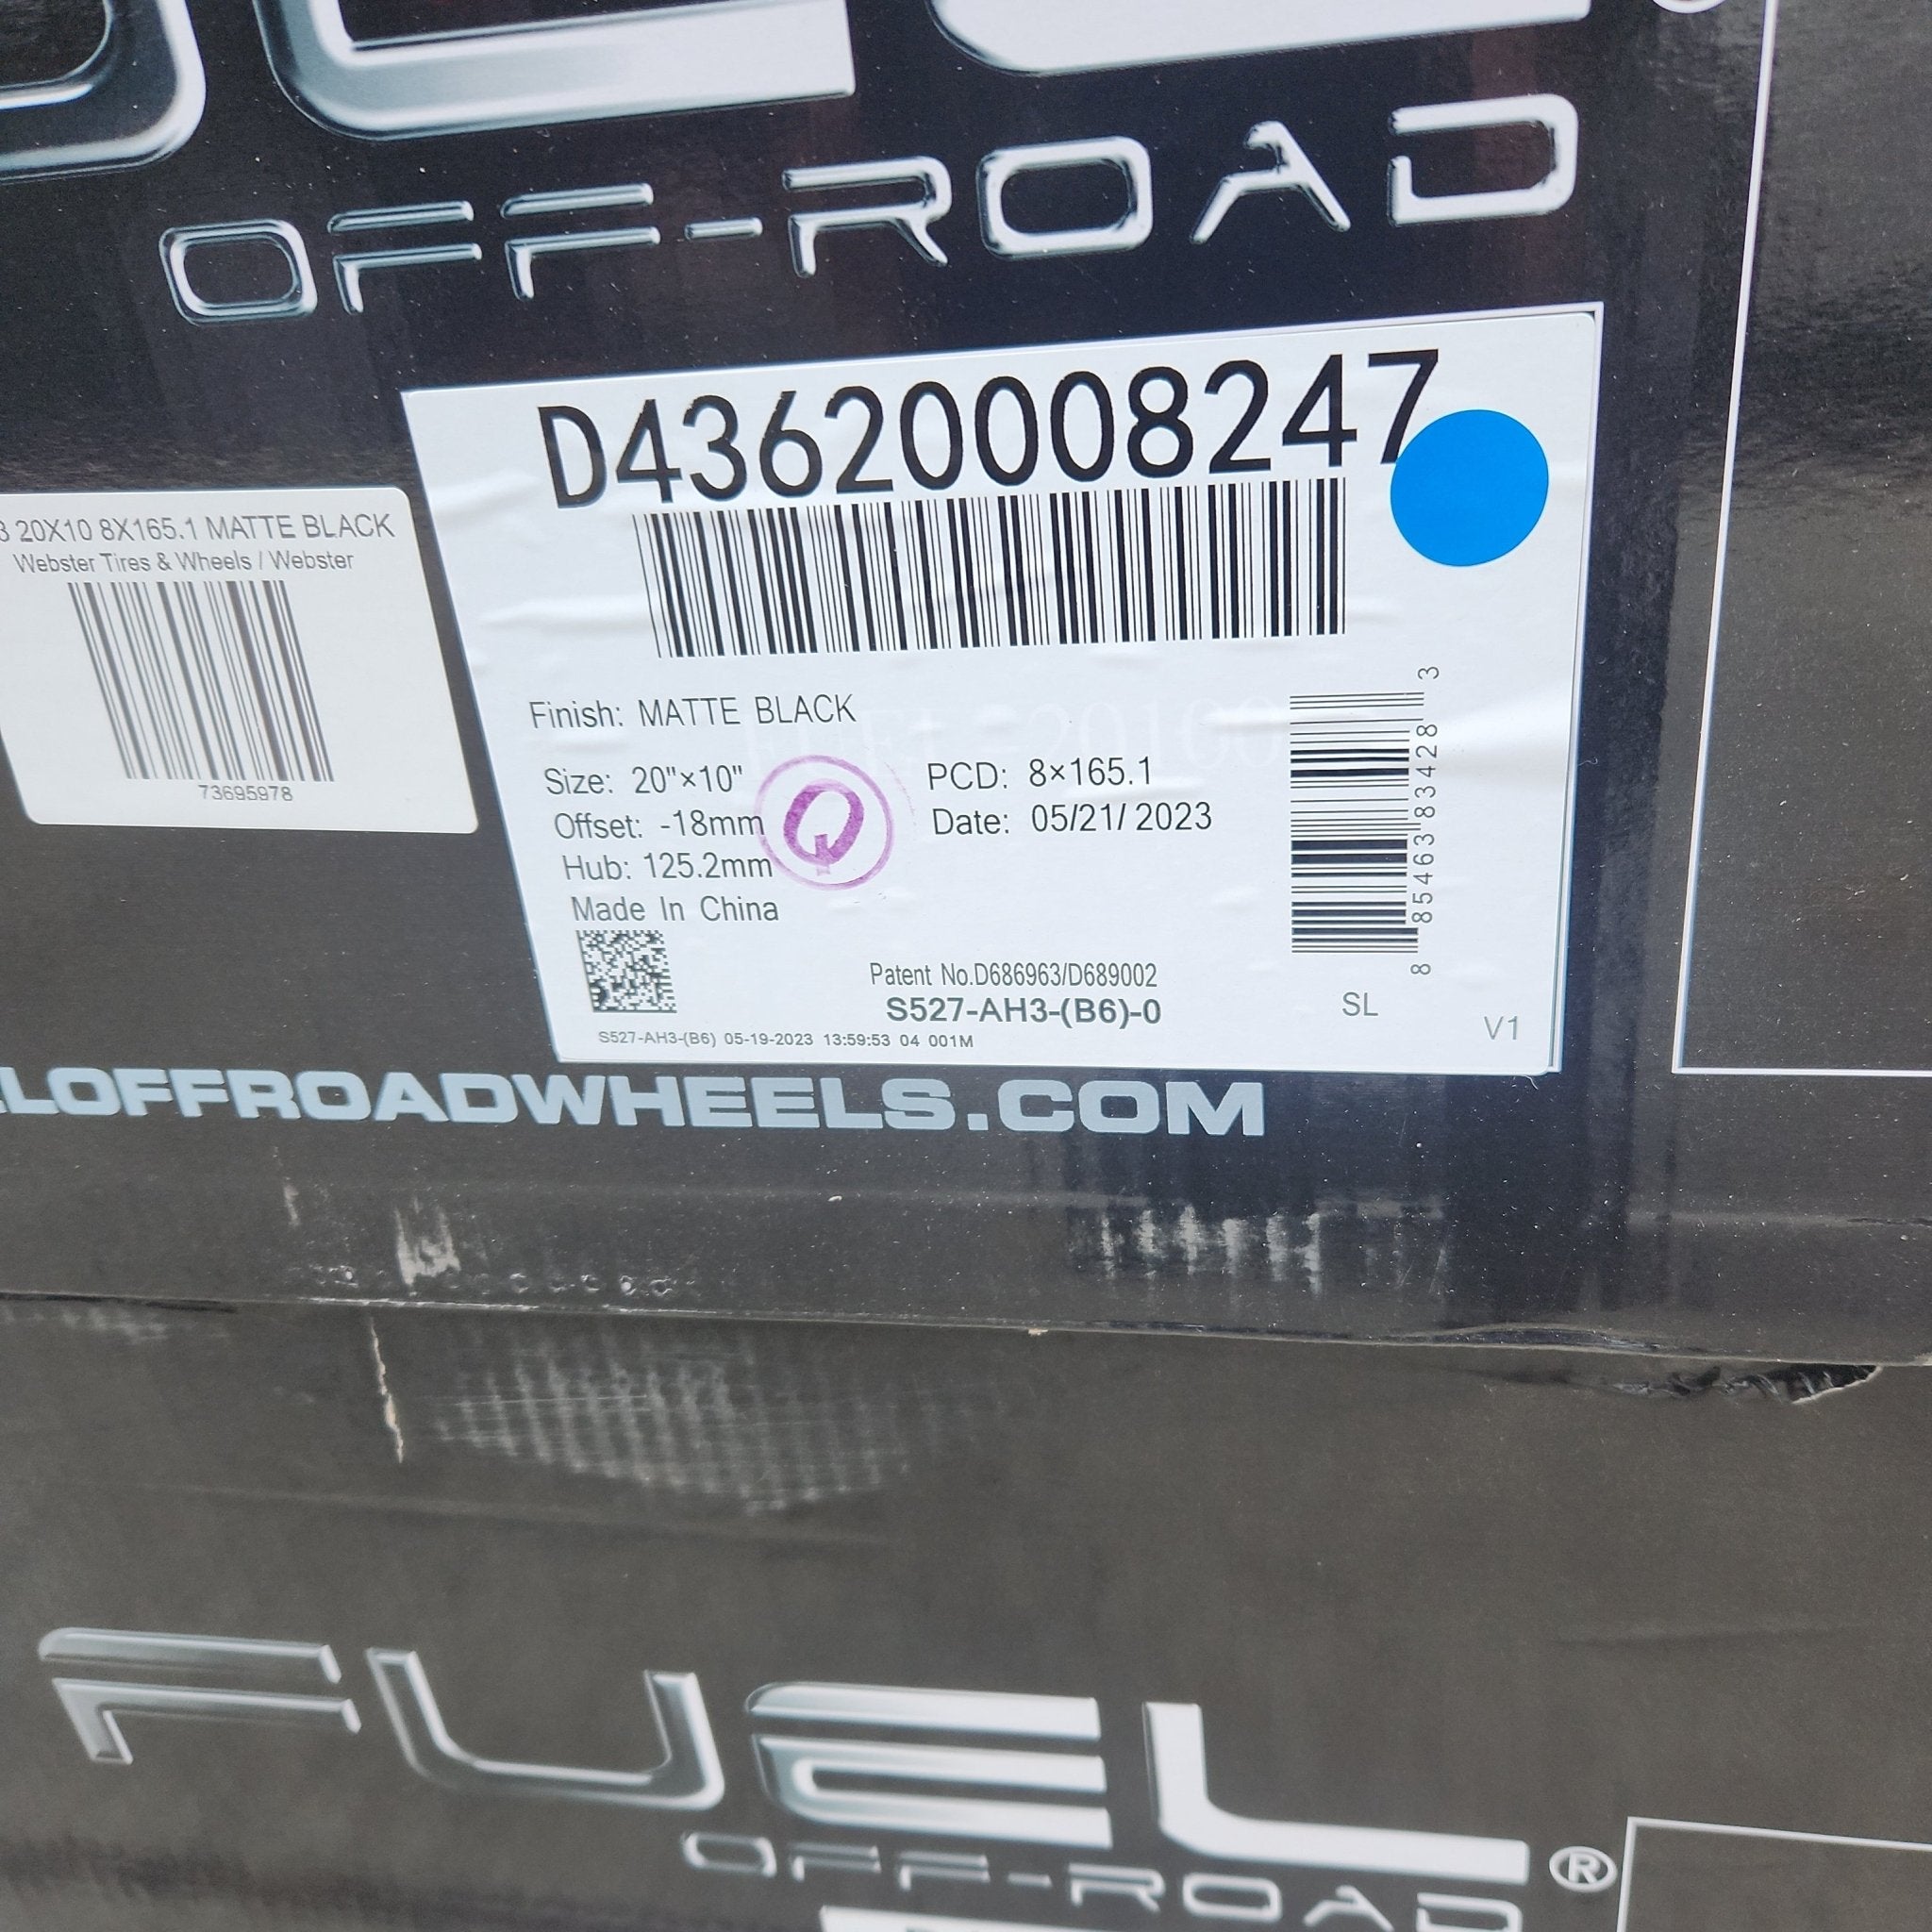 OFF-ROAD
D43620008247
20X10 8X165.1 MATTE BLACK
Webster Tires & Wheels / Webster
73695978
Finish: MATTE BLACK
Size: 20"×10"
PCD: 8×165.1
Offset: -18mm
Date: 05/21/ 2023
Hub: 125.2mm
Made In China
Q
8 85463 83428 3
Patent No.D686963/D689002
S527-AH3-(B6)-0
SL
V1
S527-AH3-(B6) 05-19-2023 13:59:53 04 001M
LOFFROADWHEELS.COM
FUEL®
OFF-ROAD